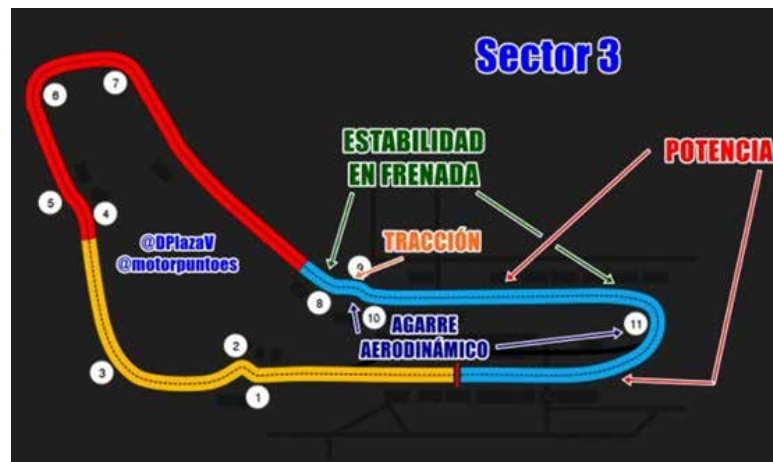 Sector 3
7
6
ESTABILIDAD
EN FRENADA
POTENCIA
5
4
@DPlazaV
@motorpuntoes
TRACCIÓN
9
8
10
AGARRE
AERODINÁMICO
11
2
3
1